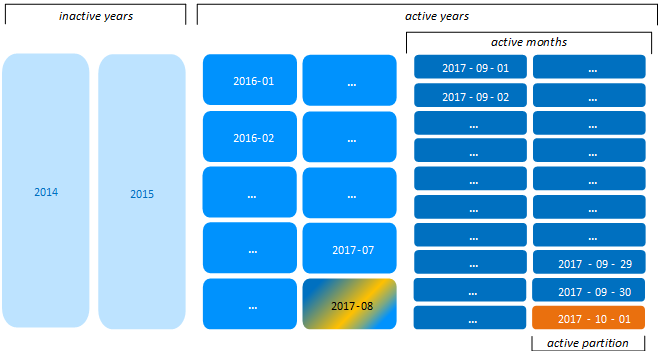 inactive years
active years
active months
2014
2015
2016-01
...
2016-02
...
...
...
...
2017-07
...
2017-08
2017 - 09 - 01
...
2017 - 09 - 02
...
...
...
...
...
...
...
...
...
...
2017 - 09 - 29
...
2017 - 09 - 30
...
2017 - 10 - 01
active partition